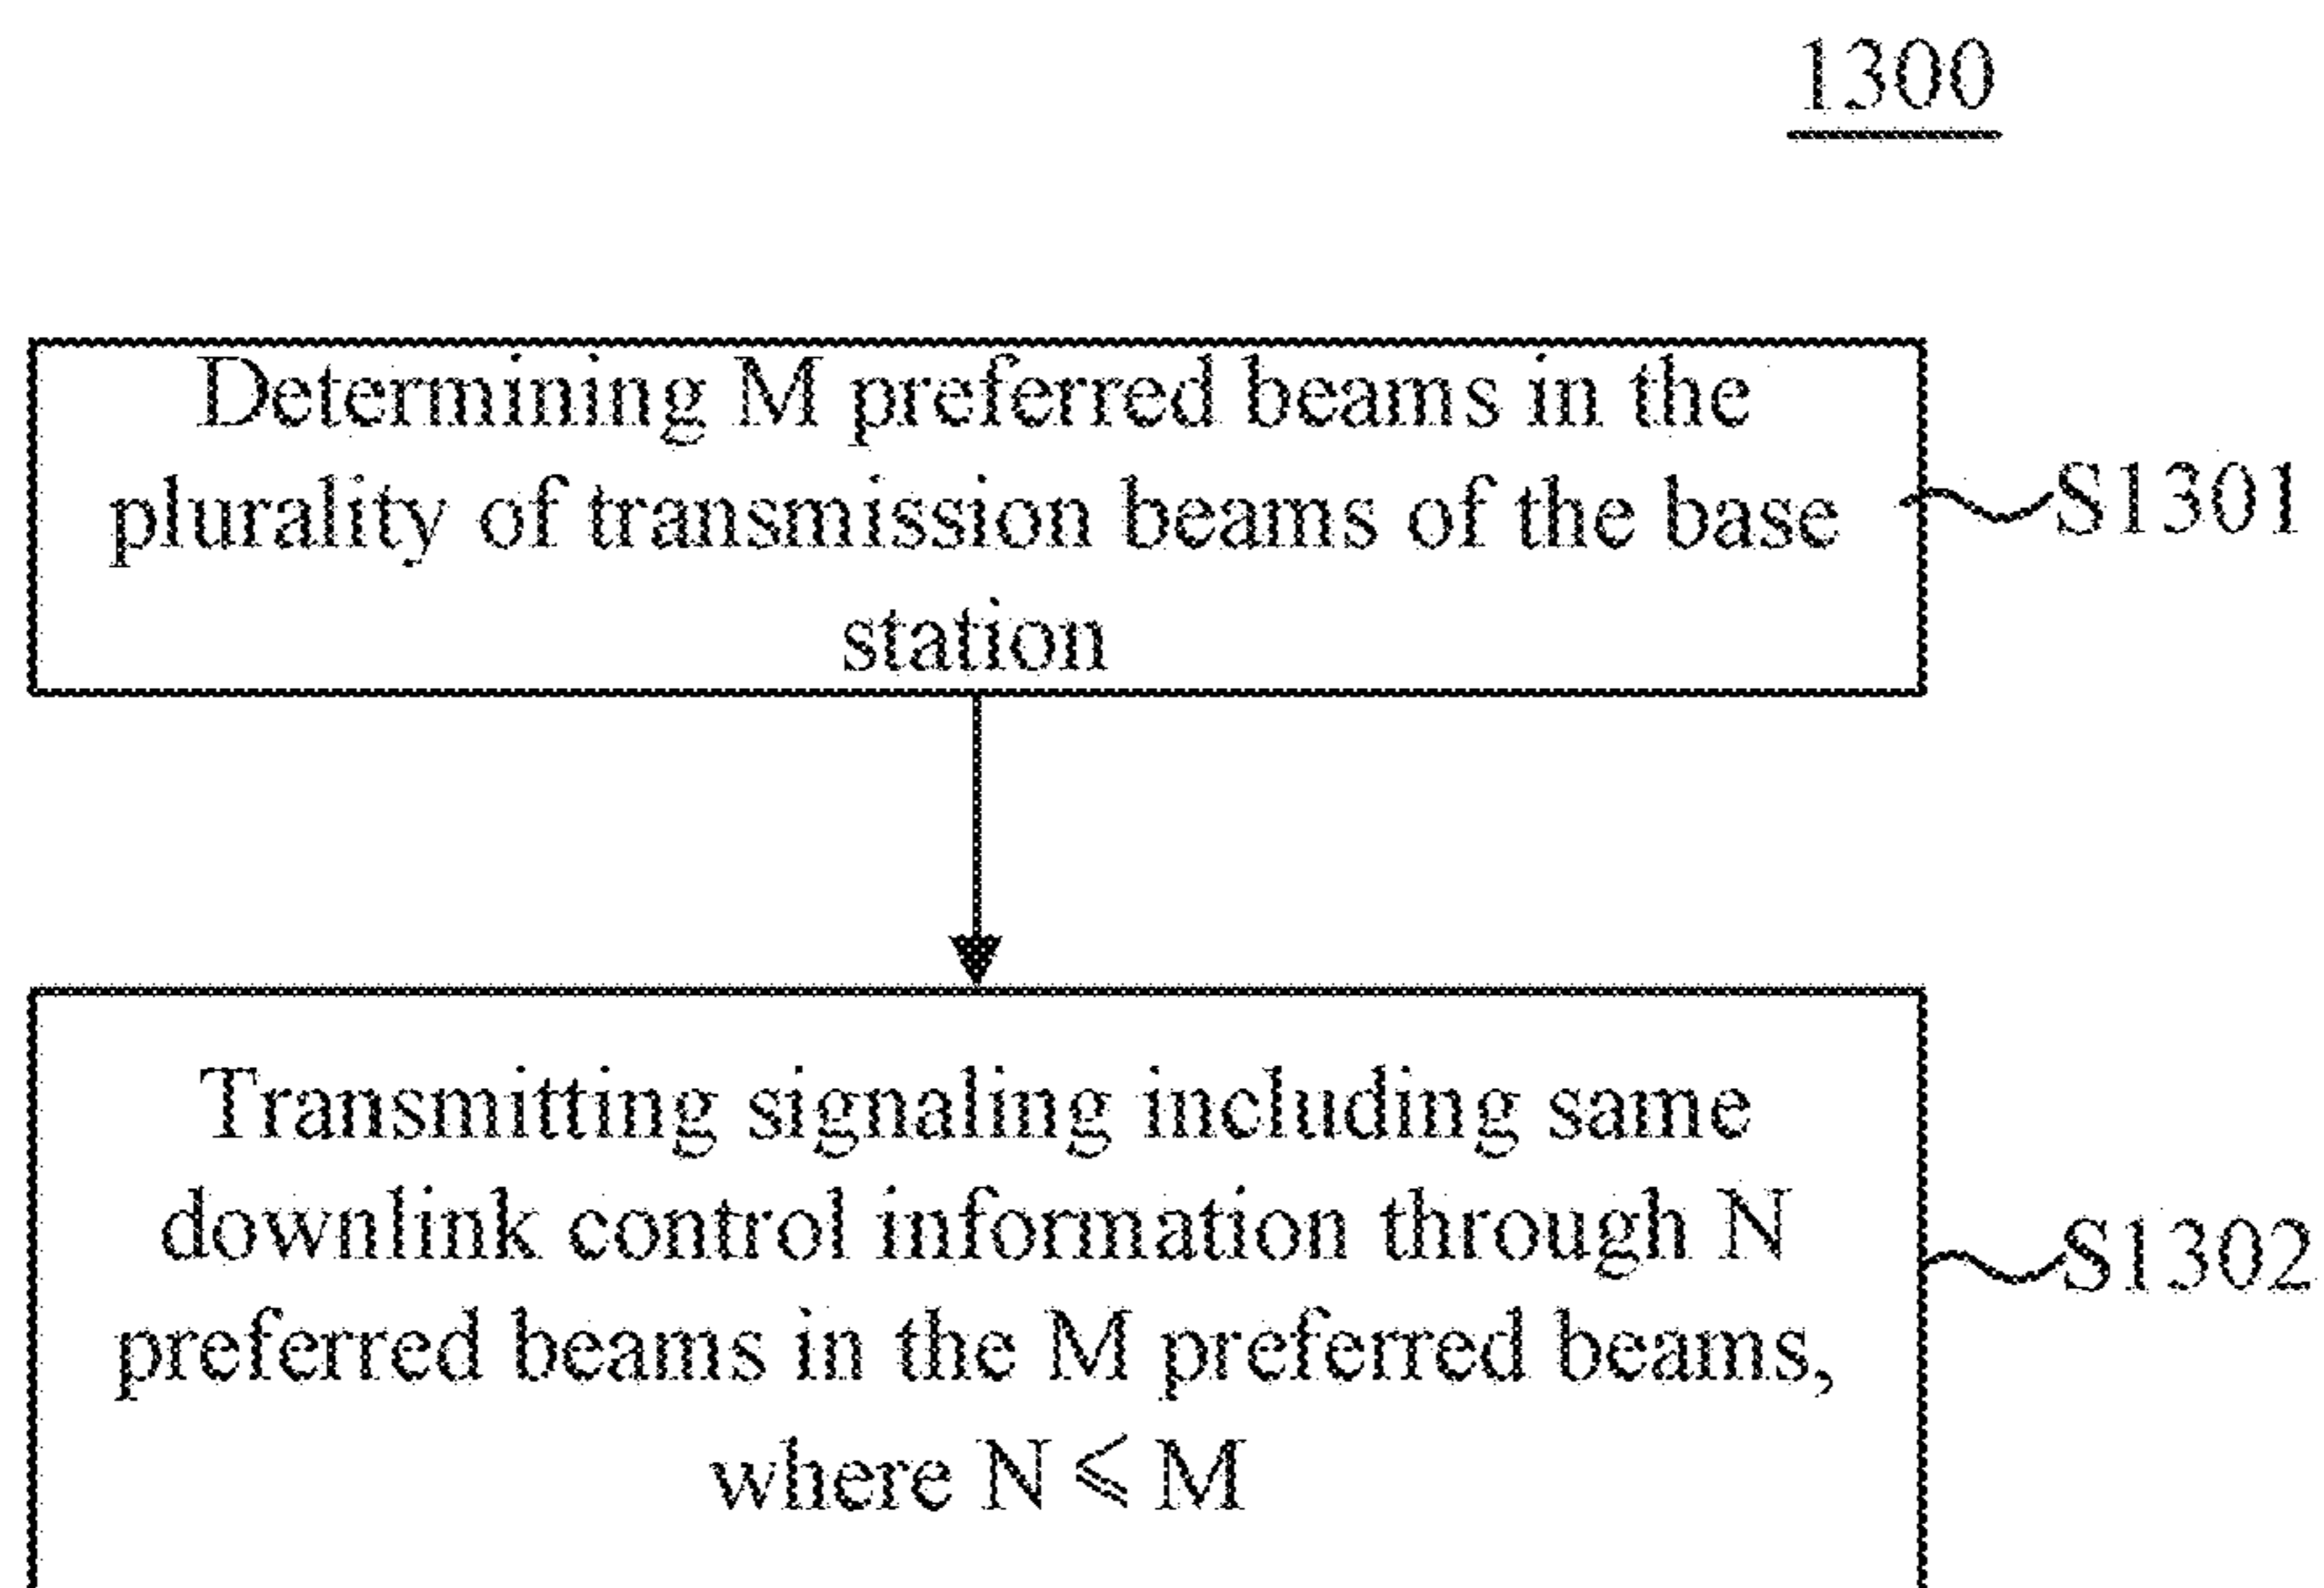 1300
Determining M preferred beams in the
plurality of transmission beams of the base
station
S1301
Transmitting signaling including same
downlink control information through N
preferred beams in the M preferred beams,
where N ⩽ M
S1302